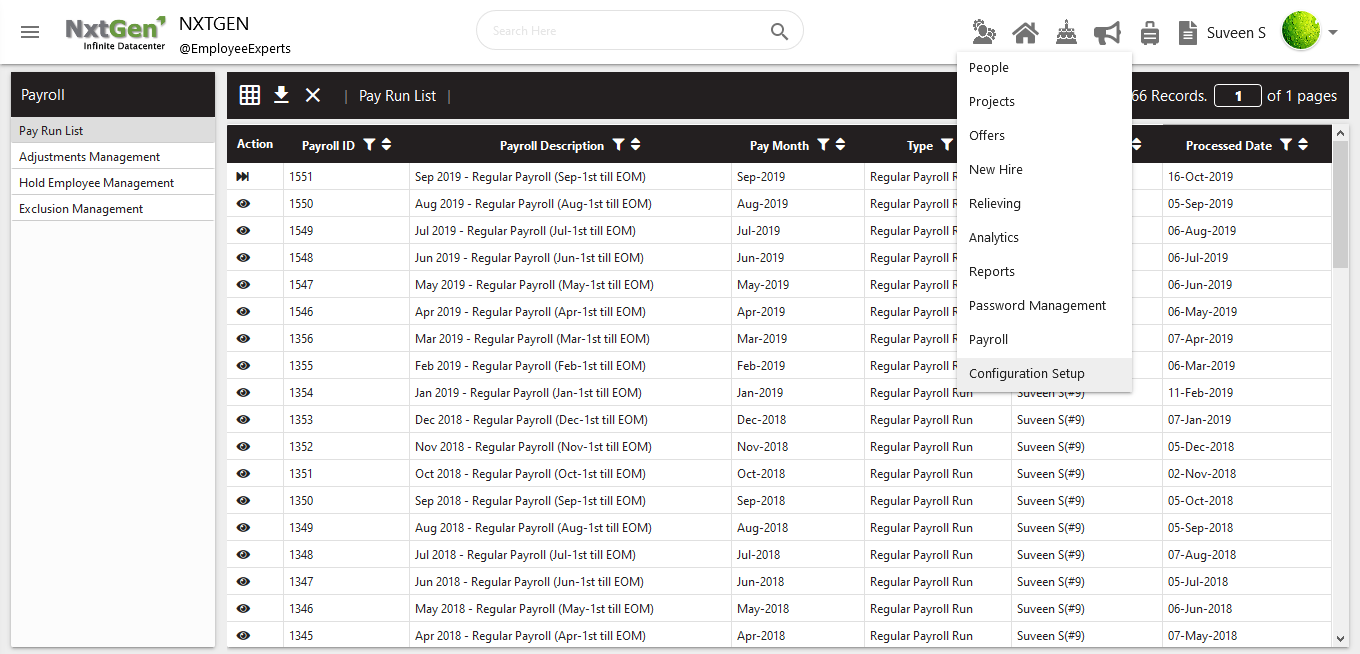 NxtGen
Infinite Datacenter
NXTGEN
@EmployeeExperts
Search Here
Suveen S
People
Projects
Offers
New Hire
Relieving
Analytics
Reports
Password Management
Payroll
Configuration Setup
Payroll
Pay Run List
Adjustments Management
Hold Employee Management
Exclusion Management
| Pay Run List |
66 Records. 1 of 1 pages
Action Payroll ID Payroll Description Pay Month Type Processed Date
1551 Sep 2019 - Regular Payroll (Sep-1st till EOM) Sep-2019 Regular Payroll R 16-Oct-2019
1550 Aug 2019 - Regular Payroll (Aug-1st till EOM) Aug-2019 Regular Payroll R 05-Sep-2019
1549 Jul 2019 - Regular Payroll (Jul-1st till EOM) Jul-2019 Regular Payroll R 06-Aug-2019
1548 Jun 2019 - Regular Payroll (Jun-1st till EOM) Jun-2019 Regular Payroll R 06-Jul-2019
1547 May 2019 - Regular Payroll (May-1st till EOM) May-2019 Regular Payroll R 06-Jun-2019
1546 Apr 2019 - Regular Payroll (Apr-1st till EOM) Apr-2019 Regular Payroll R 06-May-2019
1356 Mar 2019 - Regular Payroll (Mar-1st till EOM) Mar-2019 Regular Payroll R 07-Apr-2019
1355 Feb 2019 - Regular Payroll (Feb-1st till EOM) Feb-2019 Regular Payroll R 06-Mar-2019
1354 Jan 2019 - Regular Payroll (Jan-1st till EOM) Jan-2019 Regular Payroll Run Suveen S(#9) 11-Feb-2019
1353 Dec 2018 - Regular Payroll (Dec-1st till EOM) Dec-2018 Regular Payroll Run Suveen S(#9) 07-Jan-2019
1352 Nov 2018 - Regular Payroll (Nov-1st till EOM) Nov-2018 Regular Payroll Run Suveen S(#9) 05-Dec-2018
1351 Oct 2018 - Regular Payroll (Oct-1st till EOM) Oct-2018 Regular Payroll Run Suveen S(#9) 02-Nov-2018
1350 Sep 2018 - Regular Payroll (Sep-1st till EOM) Sep-2018 Regular Payroll Run Suveen S(#9) 05-Oct-2018
1349 Aug 2018 - Regular Payroll (Aug-1st till EOM) Aug-2018 Regular Payroll Run Suveen S(#9) 05-Sep-2018
1348 Jul 2018 - Regular Payroll (Jul-1st till EOM) Jul-2018 Regular Payroll Run Suveen S(#9) 07-Aug-2018
1347 Jun 2018 - Regular Payroll (Jun-1st till EOM) Jun-2018 Regular Payroll Run Suveen S(#9) 05-Jul-2018
1346 May 2018 - Regular Payroll (May-1st till EOM) May-2018 Regular Payroll Run Suveen S(#9) 06-Jun-2018
1345 Apr 2018 - Regular Payroll (Apr-1st till EOM) Apr-2018 Regular Payroll Run Suveen S(#9) 07-May-2018